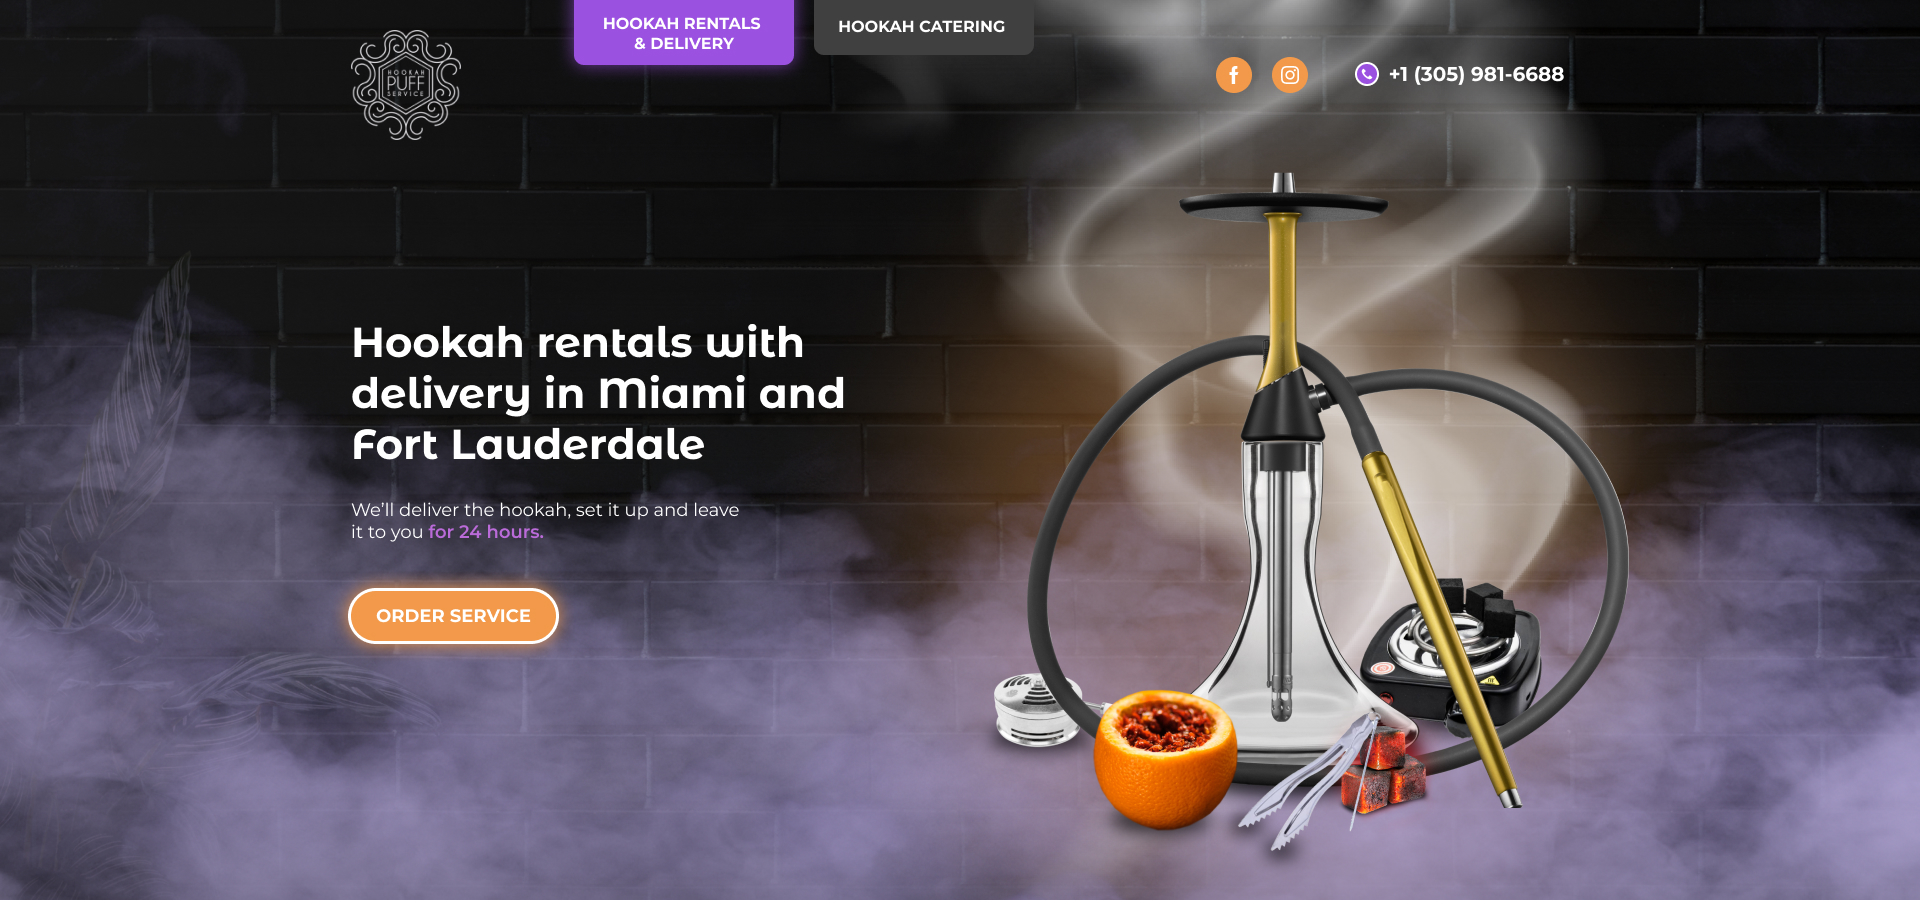 HOOKAH RENTALS
& DELIVERY
HOOKAH CATERING
HOOKAH
PUFF
SERVICE
+1 (305) 981-6688
Hookah rentals with
delivery in Miami and
Fort Lauderdale
We'll deliver the hookah, set it up and leave
it to you for 24 hours.
ORDER SERVICE